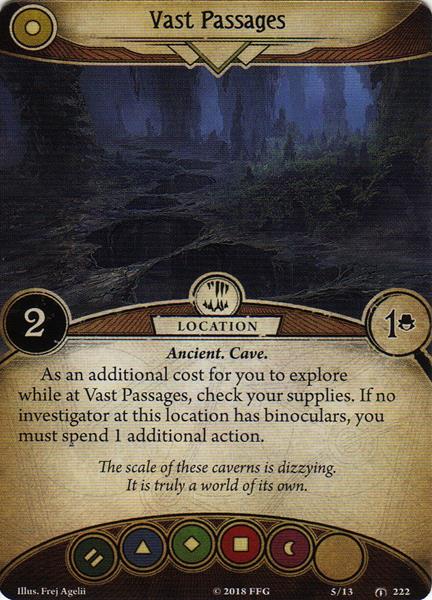 Vast Passages
2
1
LOCATION
Ancient. Cave.
As an additional cost for you to explore
while at Vast Passages, check your supplies. If no
investigator at this location has binoculars, you
must spend 1 additional action.
The scale of these caverns is dizzying.
It is truly a world of its own.
Illus. Frej Agelii © 2018 FFG 5/13 222